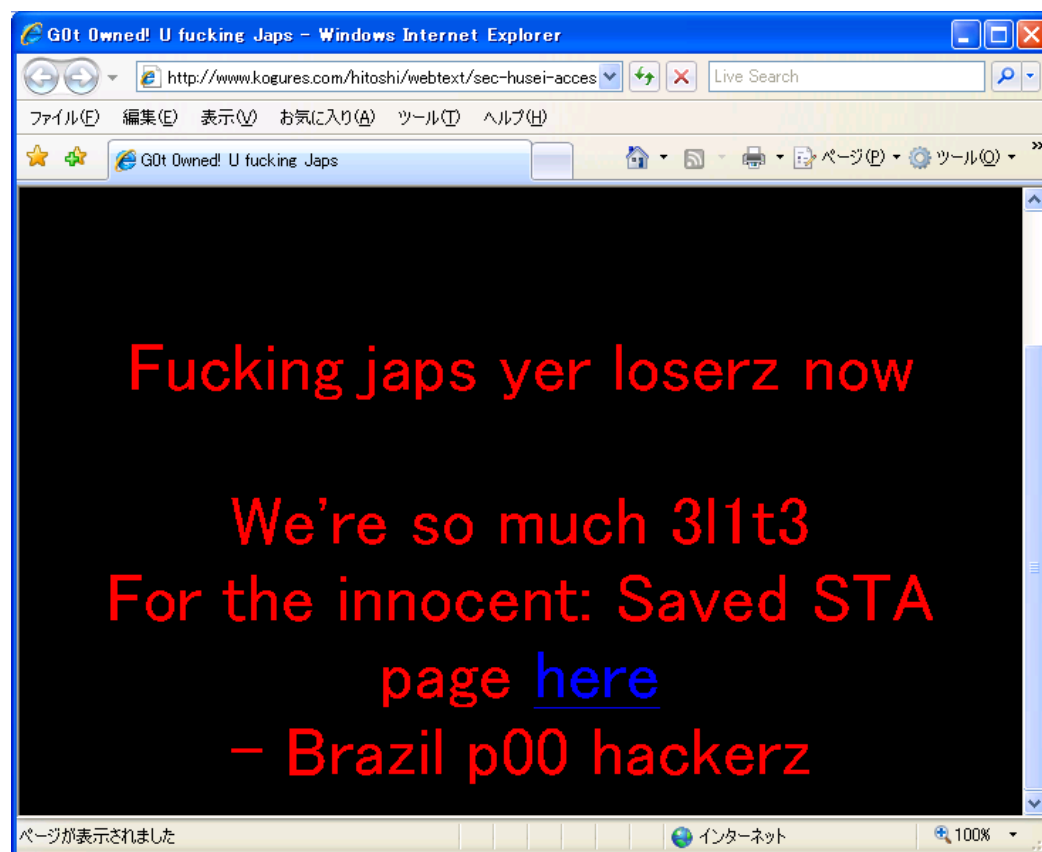 G0t 0wned! U fucking Japs - Windows Internet Explorer
http://www.kogures.com/hitoshi/webtext/sec-husei-acces
Live Search
ファイル(F) 編集(E) 表示(V) お気に入り(A) ツール(T) ヘルプ(H)
G0t 0wned! U fucking Japs
ページ(P) ツール(O) »
Fucking japs yer loserz now
We're so much 3l1t3
For the innocent: Saved STA
page here
- Brazil p00 hackerz
ページが表示されました インターネット 100%